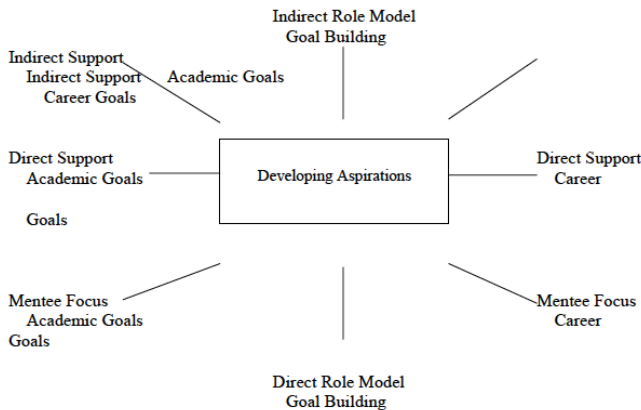 Indirect Role Model
Goal Building
Indirect Support
Indirect Support Academic Goals
Career Goals
Direct Support
Academic Goals
Goals
Developing Aspirations
Direct Support
Career
Mentee Focus
Academic Goals
Goals
Mentee Focus
Career
Direct Role Model
Goal Building